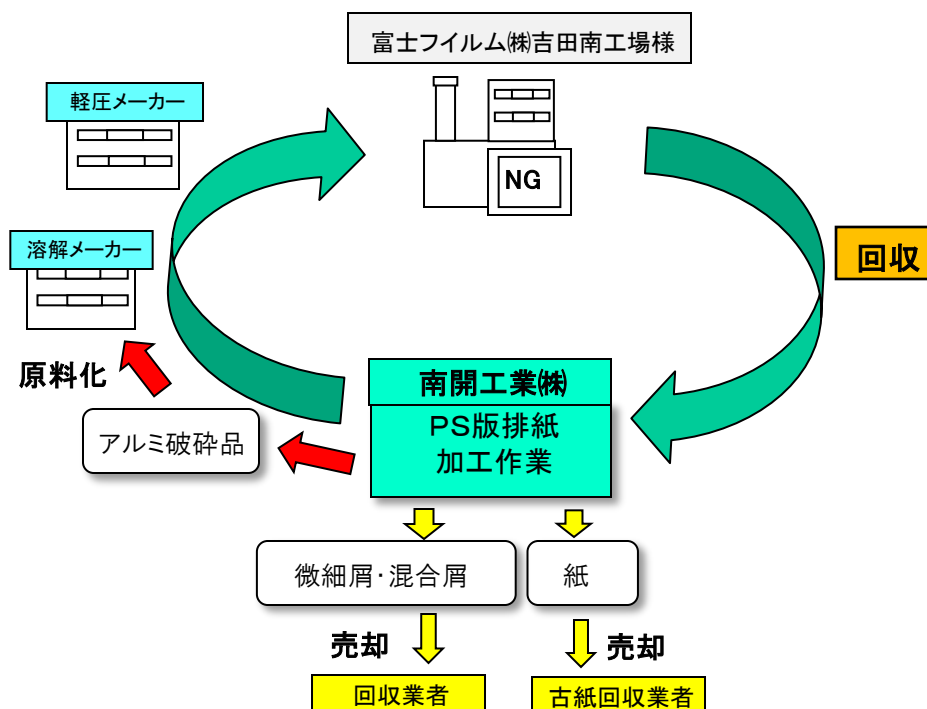 富士フイルム㈱吉田南工場様
軽圧メーカー
NG
溶解メーカー
回収
原料化
南開工業㈱
PS版排紙
加工作業
アルミ破砕品
微細屑・混合屑
紙
売却
売却
回収業者
古紙回収業者